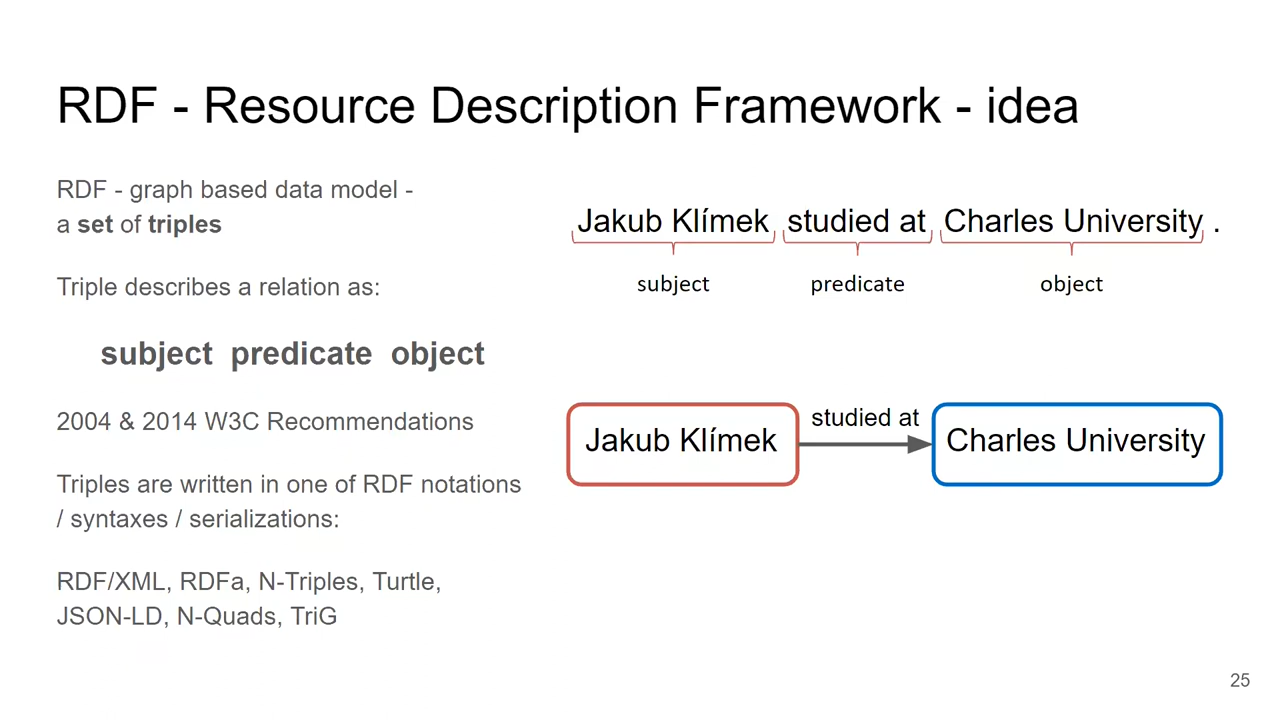 RDF - Resource Description Framework - idea
RDF - graph based data model -
a set of triples
Triple describes a relation as:
subject predicate object
2004 & 2014 W3C Recommendations
Triples are written in one of RDF notations
/ syntaxes / serializations:
RDF/XML, RDFa, N-Triples, Turtle,
JSON-LD, N-Quads, TriG
Jakub Klímek studied at Charles University .
subject predicate object
studied at
Jakub Klímek Charles University
25